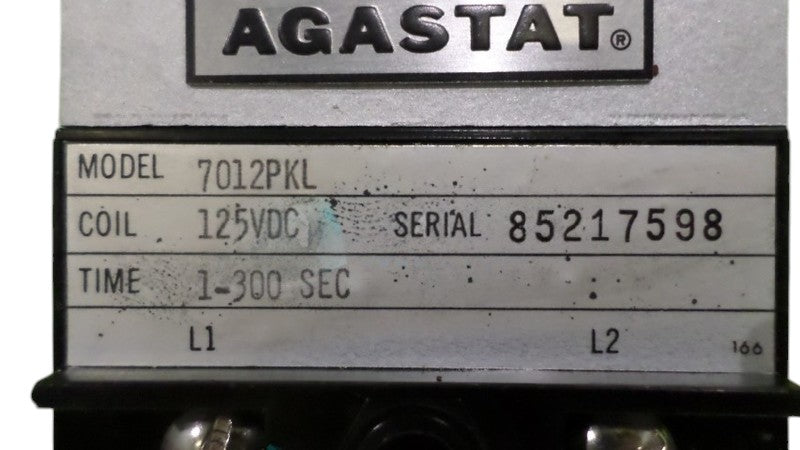 AGASTAT®
MODEL 7012PKL
COIL 125VDC SERIAL 85217598
TIME 1-300 SEC
L1 L2 166